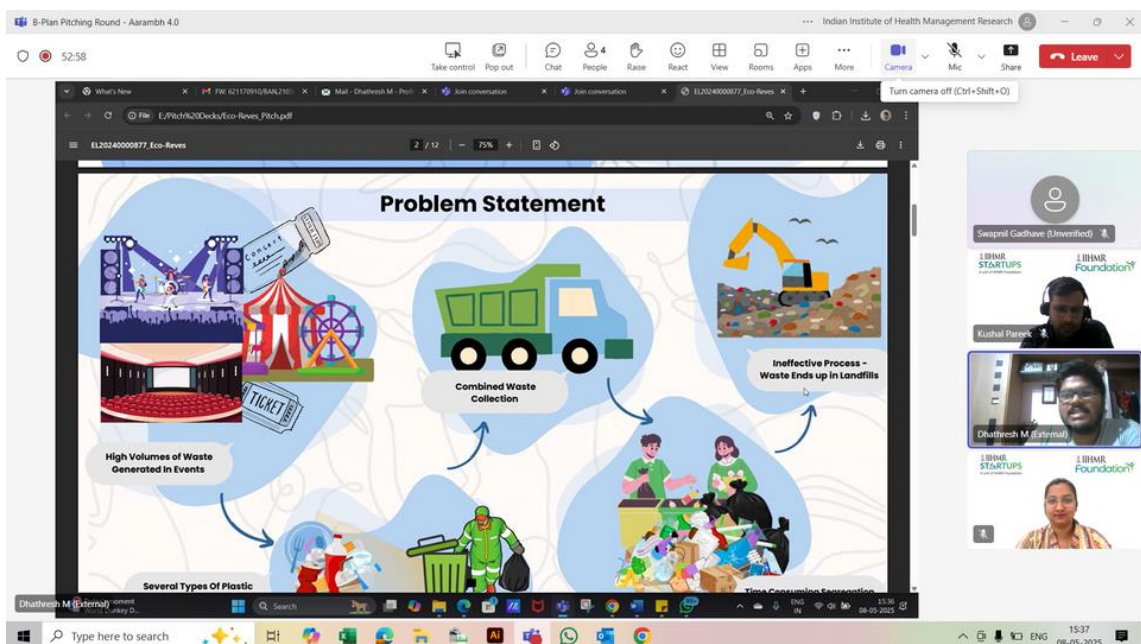 B-Plan Pitching Round - Aarambh 4.0
Indian Institute of Health Management Research
52:58
Take control
Pop out
Chat
4
People
Raise
React
View
Rooms
Apps
More
Camera
Mic
Share
Leave
Turn camera off (Ctrl+Shift+O)
What's New
Join conversation
Join conversation
EL20240000877_Eco-Reves
File
E:/Pitch%20Decks/Eco-Reves_Pitch.pdf
EL20240000877_Eco-Reves
2 / 12
75%
Problem Statement
Concert
TICKET
High Volumes of Waste
Generated In Events
Combined Waste
Collection
Ineffective Process -
Waste Ends up in Landfills
Several Types Of Plastic
Time Consuming Segregation
Swapnil Gadhave (Unverified)
IIHMR
STARTUPS
IIHMR
Foundation
Kushal Pareek
Dhathresh M (External)
IIHMR
STARTUPS
IIHMR
Foundation
Dhathresh M (External)
Search
ENG
IN
15:36
08-05-2025
Type here to search
ENG
15:37
08-05-2025